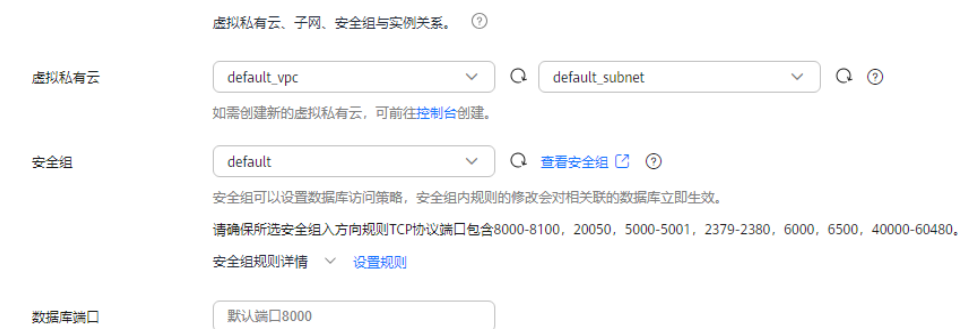 虚拟私有云、子网、安全组与实例关系。
虚拟私有云 default_vpc default_subnet
如需创建新的虚拟私有云，可前往控制台创建。
安全组 default 查看安全组
安全组可以设置数据库访问策略，安全组内规则的修改会对相关联的数据库立即生效。
请确保所选安全组入方向规则TCP协议端口包含8000-8100，20050，5000-5001，2379-2380，6000，6500，40000-60480。
安全组规则详情 设置规则
数据库端口 默认端口8000